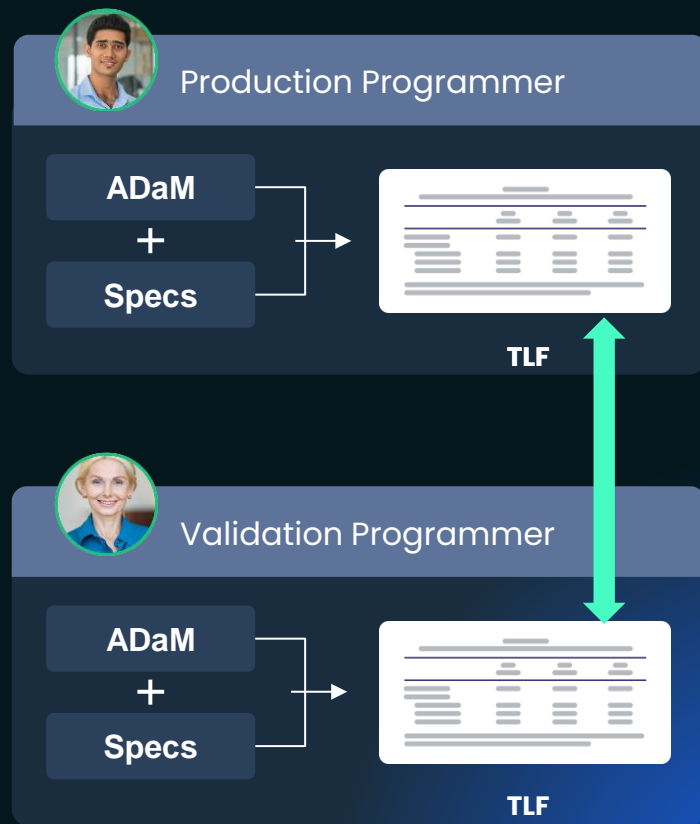 Production Programmer
ADaM
+
Specs
TLF
Validation Programmer
ADaM
+
Specs
TLF